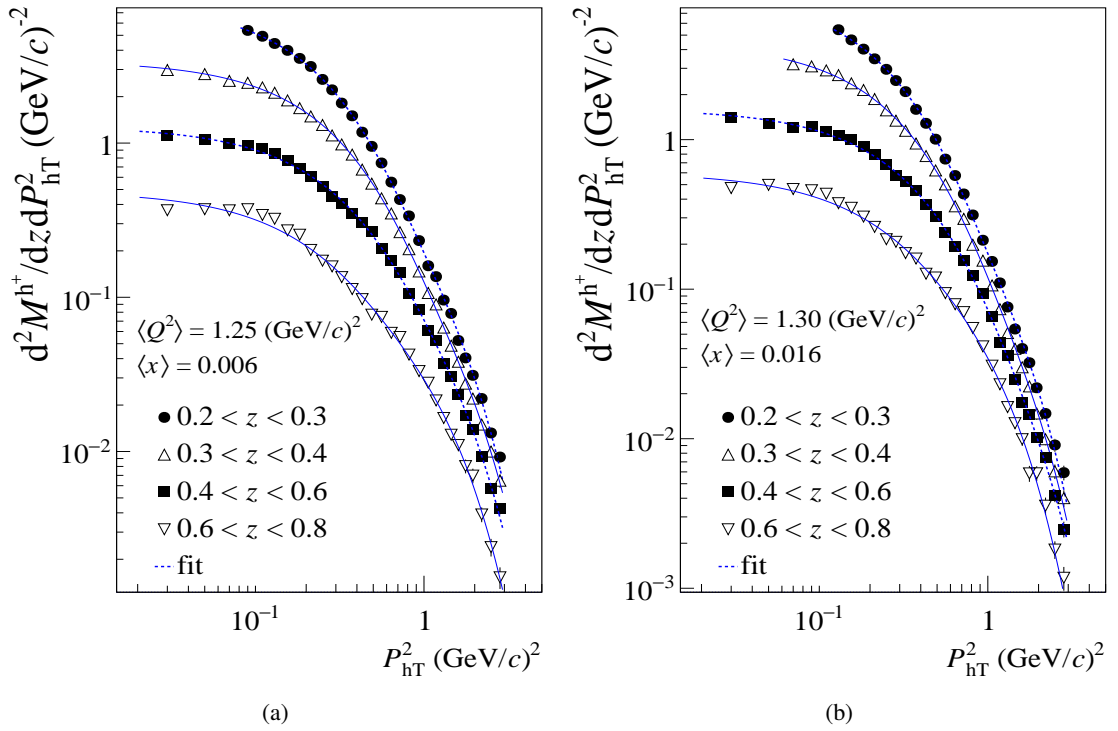 d²M^{h⁺}/dzdP²_{hT} (GeV/c)⁻²
1
10⁻¹
10⁻²
⟨Q²⟩ = 1.25 (GeV/c)²
⟨x⟩ = 0.006
0.2 < z < 0.3
0.3 < z < 0.4
0.4 < z < 0.6
0.6 < z < 0.8
fit
10⁻¹ 1
P²_{hT} (GeV/c)²
(a)
d²M^{h⁺}/dzdP²_{hT} (GeV/c)⁻²
1
10⁻¹
10⁻²
10⁻³
⟨Q²⟩ = 1.30 (GeV/c)²
⟨x⟩ = 0.016
0.2 < z < 0.3
0.3 < z < 0.4
0.4 < z < 0.6
0.6 < z < 0.8
fit
10⁻¹ 1
P²_{hT} (GeV/c)²
(b)